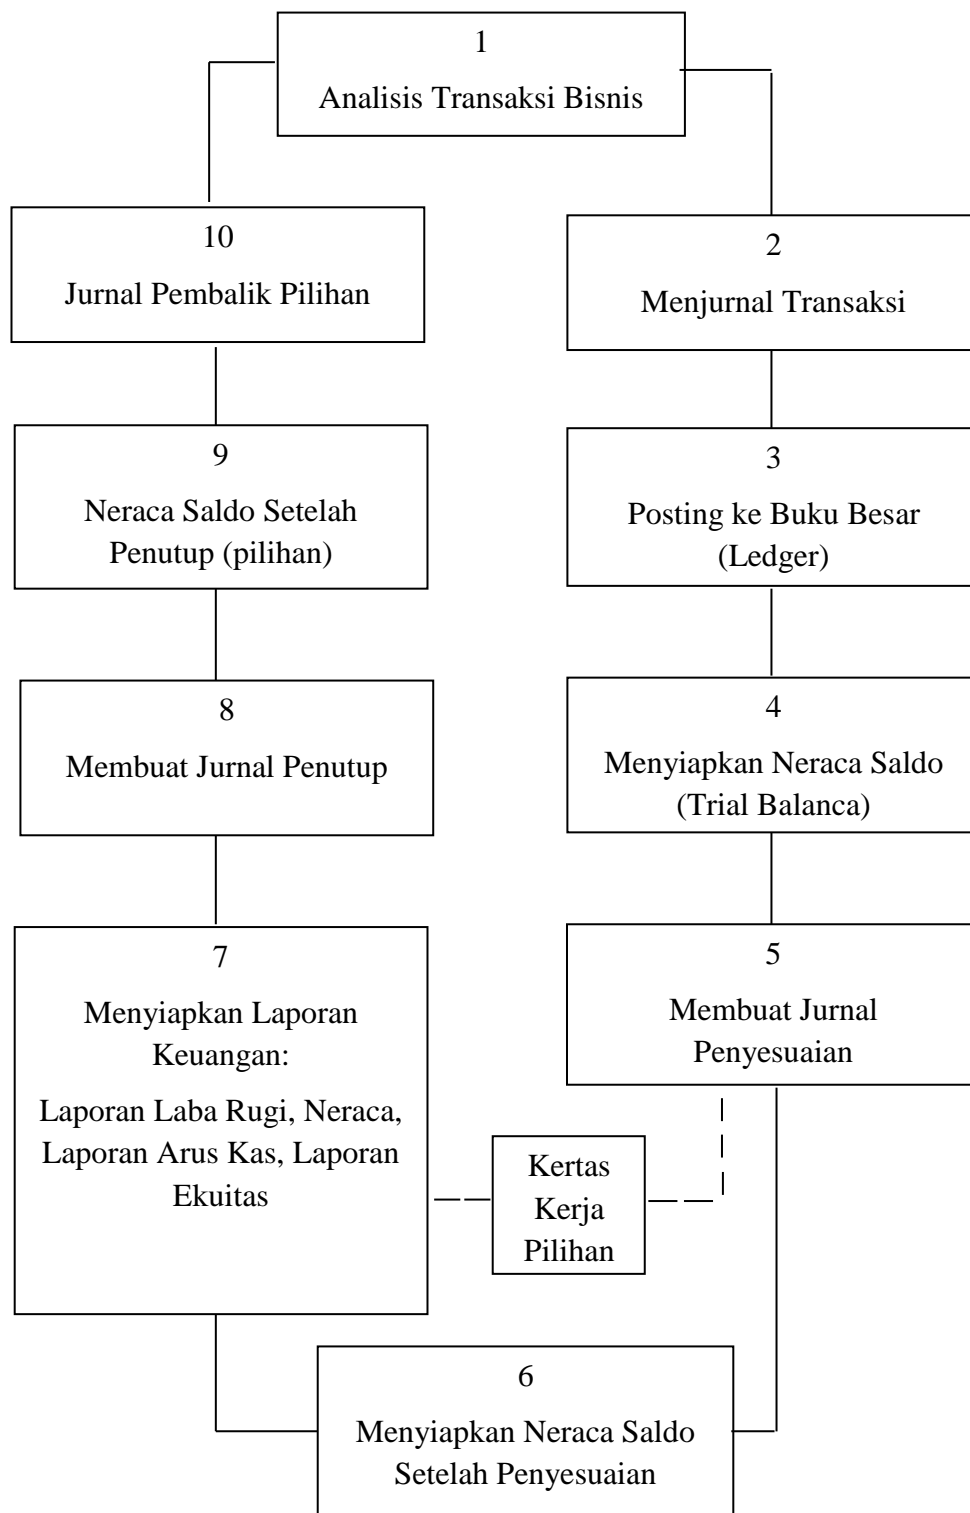 1
Analisis Transaksi Bisnis
10
Jurnal Pembalik Pilihan
2
Menjurnal Transaksi
9
Neraca Saldo Setelah
Penutup (pilihan)
3
Posting ke Buku Besar
(Ledger)
8
Membuat Jurnal Penutup
4
Menyiapkan Neraca Saldo
(Trial Balanca)
7
Menyiapkan Laporan
Keuangan:
Laporan Laba Rugi, Neraca,
Laporan Arus Kas, Laporan
Ekuitas
5
Membuat Jurnal
Penyesuaian
Kertas
Kerja
Pilihan
6
Menyiapkan Neraca Saldo
Setelah Penyesuaian